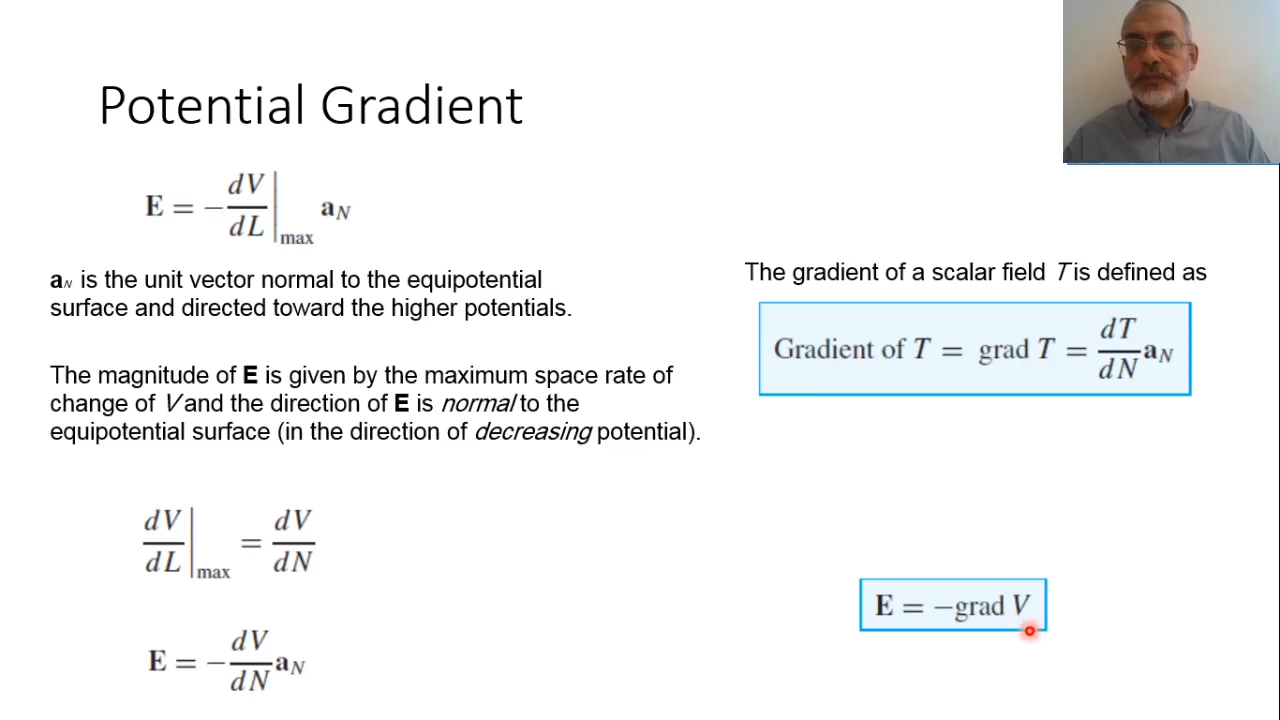 Potential Gradient
E = −dV/dL|max aN
aN is the unit vector normal to the equipotential
surface and directed toward the higher potentials.
The magnitude of E is given by the maximum space rate of
change of V and the direction of E is normal to the
equipotential surface (in the direction of decreasing potential).
dV/dL|max = dV/dN
E = −dV/dN aN
The gradient of a scalar field T is defined as
Gradient of T = grad T = dT/dN aN
E = −grad V